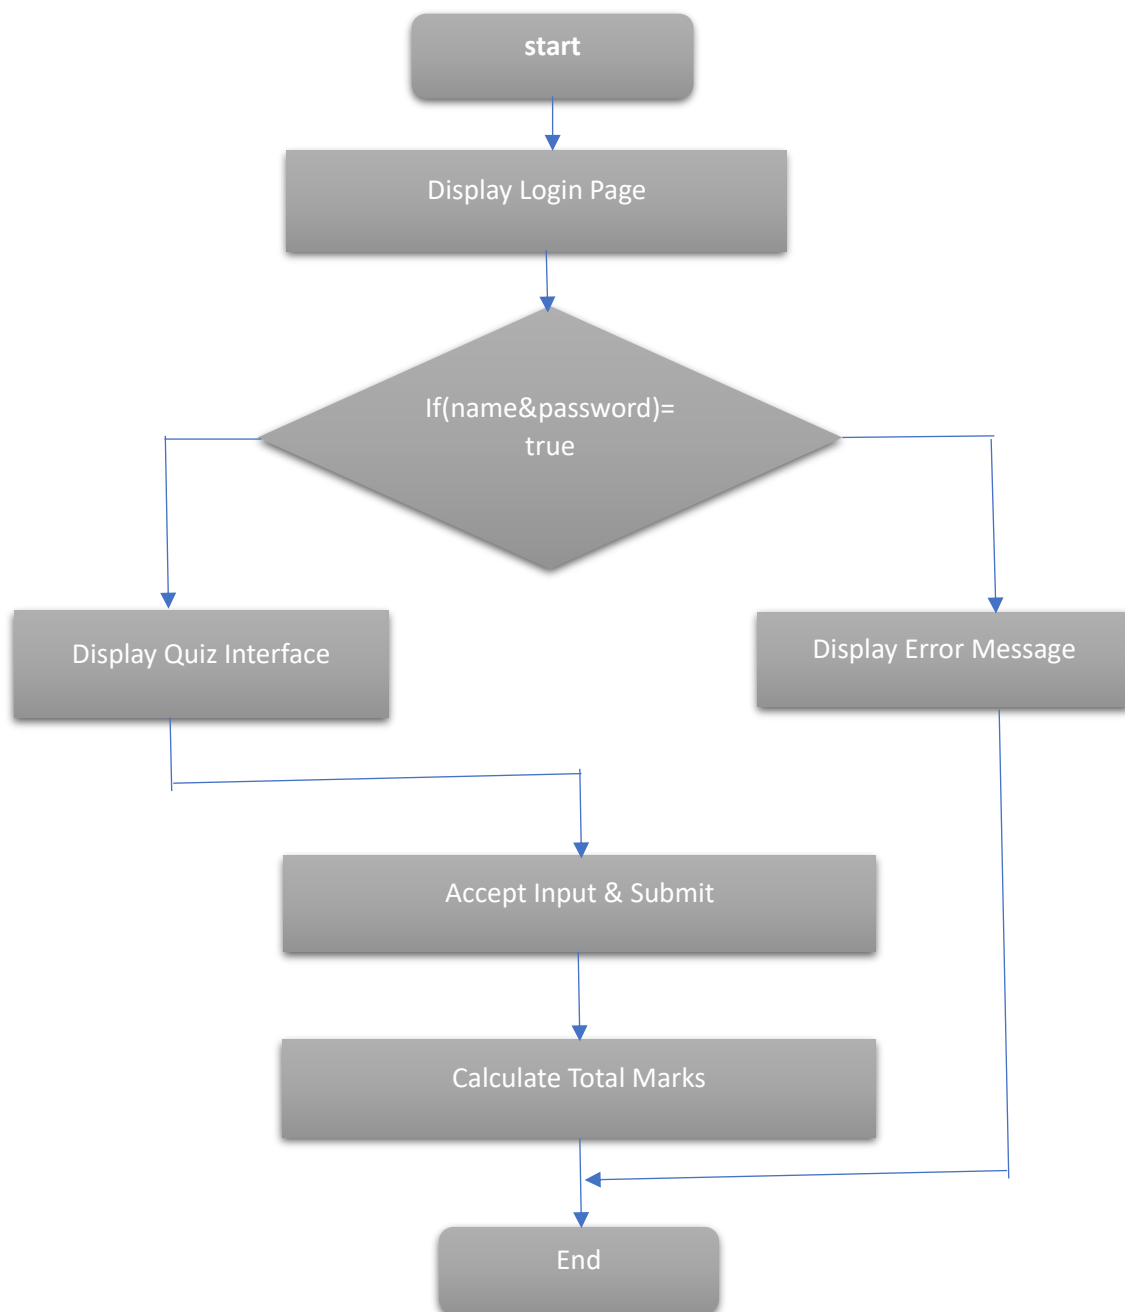 start
Display Login Page
If(name&password)=
true
Display Quiz Interface
Display Error Message
Accept Input & Submit
Calculate Total Marks
End